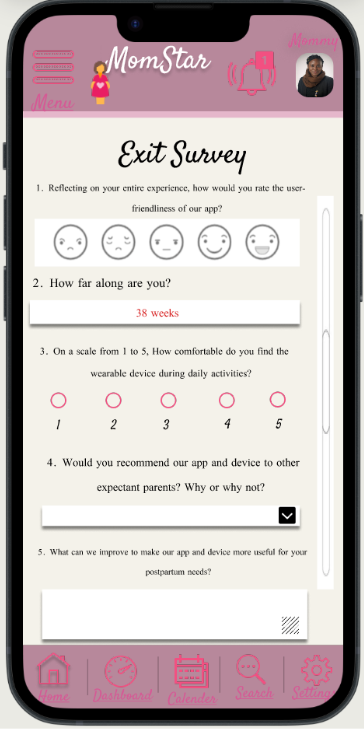 Mommy
MomStar
1
Menu
Exit Survey
1. Reflecting on your entire experience, how would you rate the user-
friendliness of our app?
2. How far along are you?
38 weeks
3. On a scale from 1 to 5, How comfortable do you find the
wearable device during daily activities?
1 2 3 4 5
4. Would you recommend our app and device to other
expectant parents? Why or why not?
5. What can we improve to make our app and device more useful for your
postpartum needs?
Home Dashboard Calender Search Settings